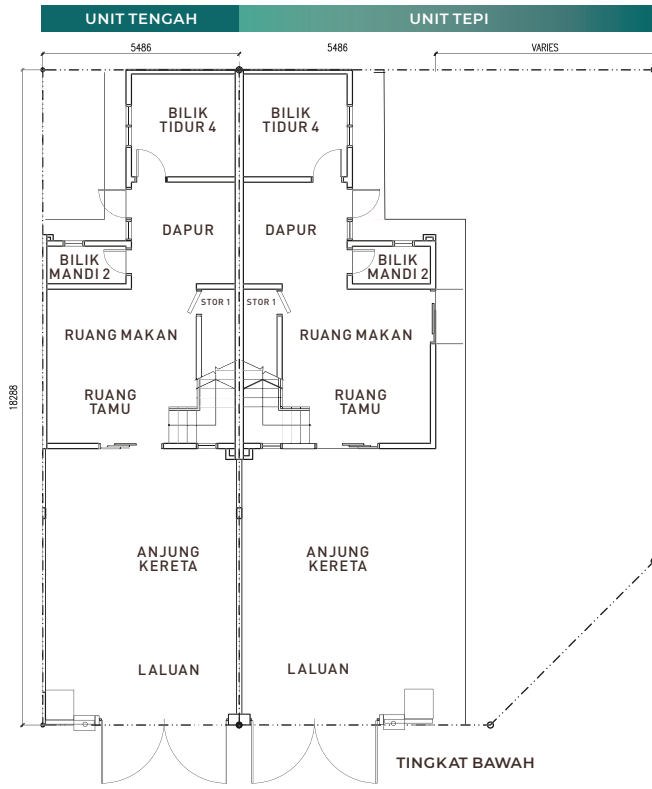 UNIT TENGAH
UNIT TEPI
5486
5486
VARIES
18288
BILIK
TIDUR 4
BILIK
TIDUR 4
DAPUR
DAPUR
BILIK
MANDI 2
BILIK
MANDI 2
STOR 1
STOR 1
RUANG MAKAN
RUANG MAKAN
RUANG
TAMU
RUANG
TAMU
ANJUNG
KERETA
ANJUNG
KERETA
LALUAN
LALUAN
TINGKAT BAWAH